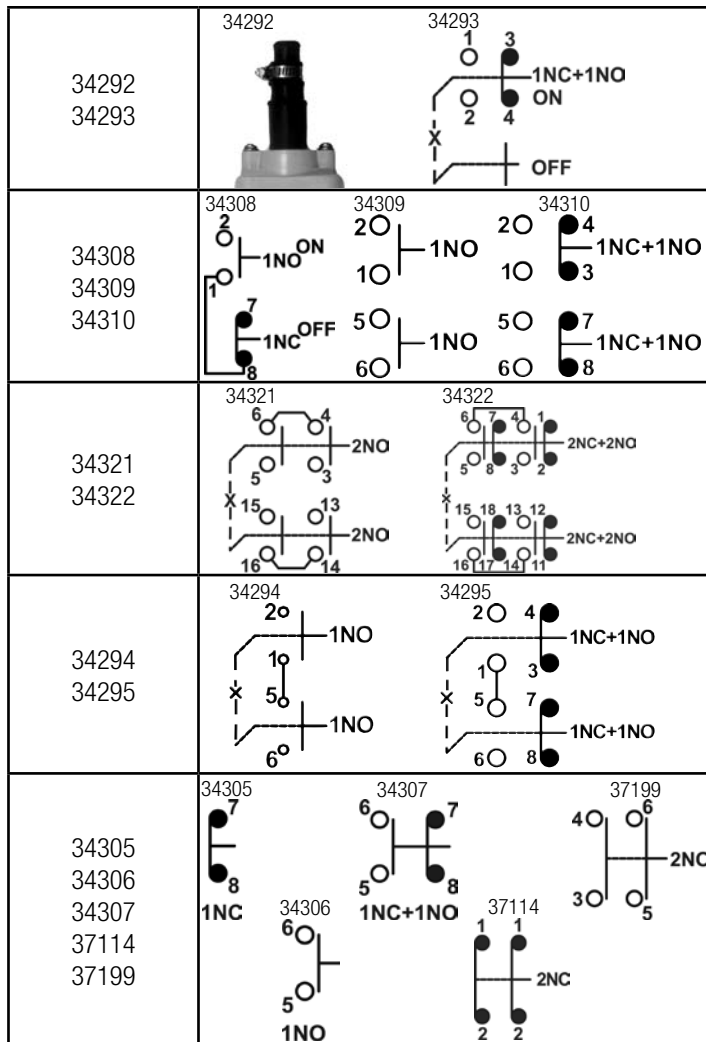 34292
34293
34292
34293
1 3
1NC+1NO
ON
2 4
OFF
34308
34309
34310
34308 34309 34310
2
1NO ON
1
7
1NC OFF
8
2
1NO
1
5
1NO
6
2 4
1NC+1NO
1 3
5 7
1NC+1NO
6 8
34321
34322
34321 34322
6 4
2NO
5 3
15 13
2NO
16 14
6 7 4 1
2NC+2NO
5 8 3 2
15 18 13 12
2NC+2NO
16 17 14 11
34294
34295
34294 34295
2
1NO
1
5
1NO
6
2 4
1NC+1NO
1 3
5 7
1NC+1NO
6 8
34305
34306
34307
37114
37199
34305 34307 37199
7
8
1NC
6 7
5 8
1NC+1NO
4 6
2NC
3 5
34306 37114
6
5
1NO
1 1
2NC
2 2